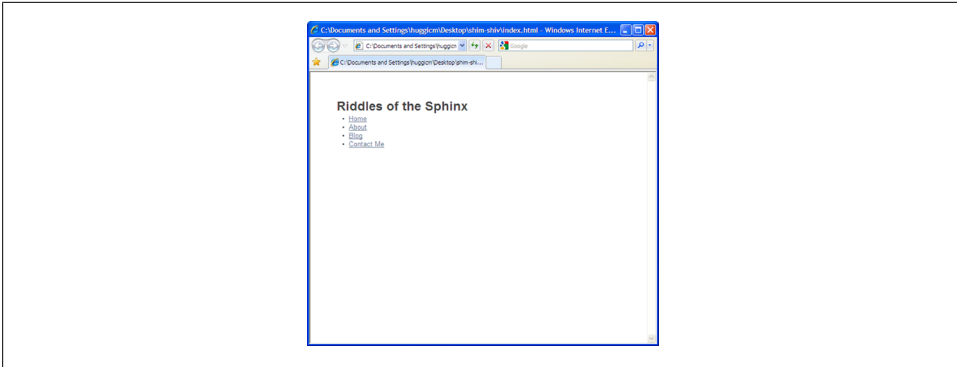 C:\Documents and Settings\huggicm\Desktop\shim-shiv\index.html - Windows Internet E...
C:\Documents and Settings\huggicm
Google
C:\Documents and Settings\huggicm\Desktop\shim-shi...
Riddles of the Sphinx
• Home
• About
• Blog
• Contact Me